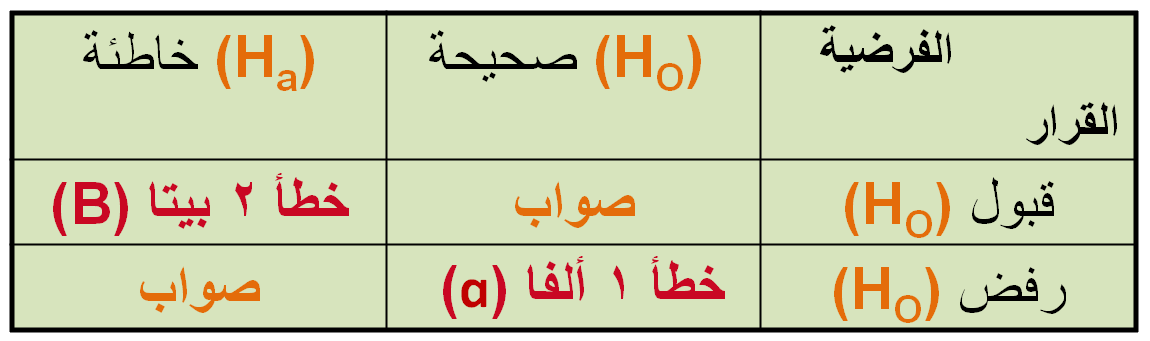 الفرضية
القرار
(HO) صحيحة
(Ha) خاطئة
قبول (HO)
صواب
خطأ ٢ بيتا (B)
رفض (HO)
خطأ ١ ألفا (α)
صواب